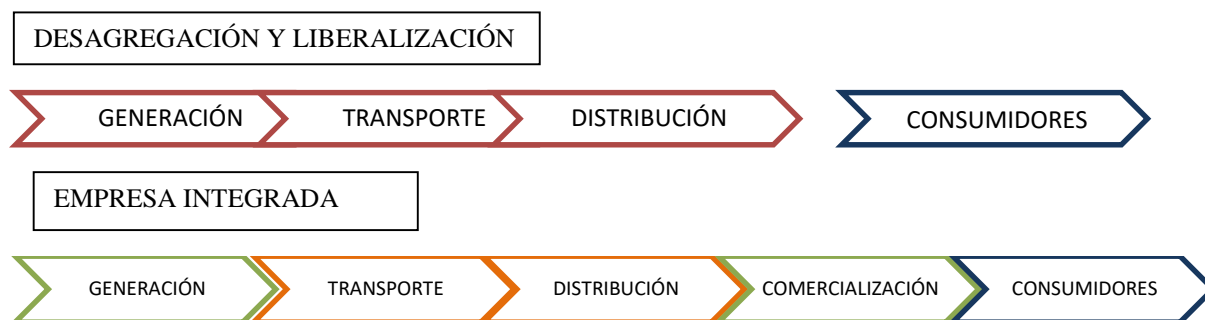 DESAGREGACIÓN Y LIBERALIZACIÓN
GENERACIÓN TRANSPORTE DISTRIBUCIÓN CONSUMIDORES
EMPRESA INTEGRADA
GENERACIÓN TRANSPORTE DISTRIBUCIÓN COMERCIALIZACIÓN CONSUMIDORES